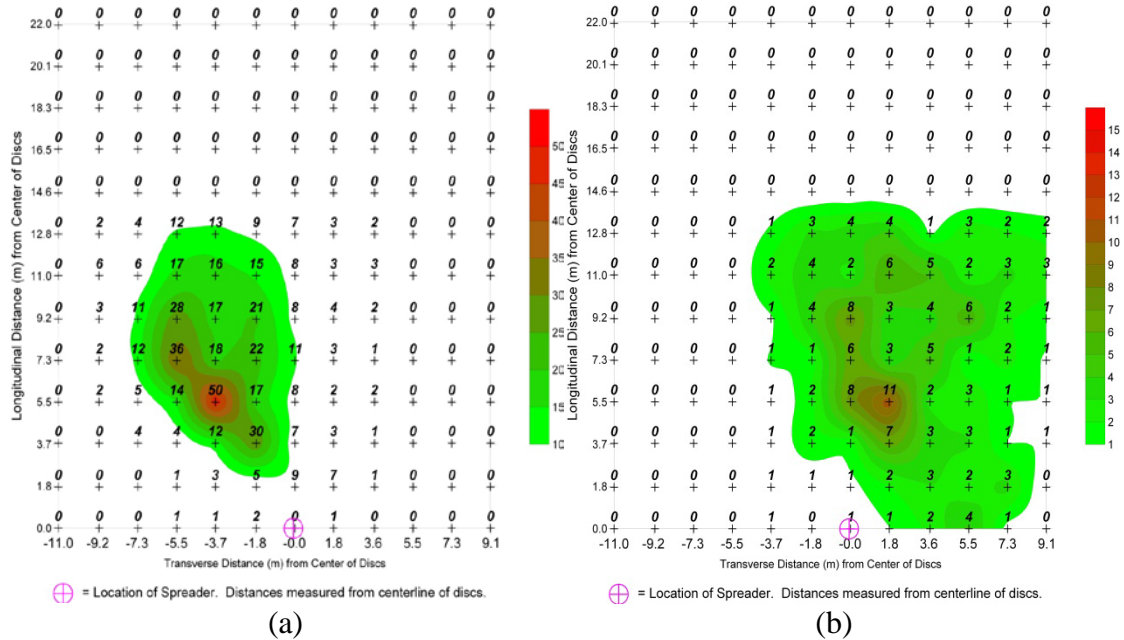 Longitudinal Distance (m) from Center of Discs
0 0 0 0 0 0 0 0 0 0 0 0
22.0
0 0 0 0 0 0 0 0 0 0 0 0
20.1
0 0 0 0 0 0 0 0 0 0 0 0
18.3
0 0 0 0 0 0 0 0 0 0 0 0
16.5
0 0 0 0 0 0 0 0 0 0 0 0
14.6
0 2 4 12 13 9 7 3 2 0 0 0
12.8
0 6 6 17 16 15 8 3 3 0 0 0
11.0
0 3 11 28 17 21 8 4 2 0 0 0
9.2
0 2 12 36 18 22 11 3 1 0 0 0
7.3
0 2 5 14 50 17 8 2 2 0 0 0
5.5
0 0 4 4 12 30 7 3 1 0 0 0
3.7
0 0 0 1 3 5 9 7 1 0 0 0
1.8
0 0 0 1 1 2 0 1 0 0 0 0
0.0
-11.0 -9.2 -7.3 -5.5 -3.7 -1.8 -0.0 1.8 3.6 5.5 7.3 9.1
Transverse Distance (m) from Center of Discs
= Location of Spreader. Distances measured from centerline of discs.
(a)
Longitudinal Distance (m) from Center of Discs
0 0 0 0 0 0 0 0 0 0 0 0
22.0
0 0 0 0 0 0 0 0 0 0 0 0
20.1
0 0 0 0 0 0 0 0 0 0 0 0
18.3
0 0 0 0 0 0 0 0 0 0 0 0
16.5
0 0 0 0 0 0 0 0 0 0 0 0
14.6
0 0 0 0 1 3 4 4 1 3 2 2
12.8
0 0 0 0 2 4 2 6 5 2 3 3
11.0
0 0 0 0 1 4 8 3 4 6 2 1
9.2
0 0 0 0 1 1 6 3 5 1 2 1
7.3
0 0 0 0 1 2 8 11 2 3 1 1
5.5
0 0 0 0 1 2 1 7 3 3 1 1
3.7
0 0 0 0 1 1 1 2 3 2 3 0
1.8
0 0 0 0 1 0 1 1 2 4 1 0
0.0
-11.0 -9.2 -7.3 -5.5 -3.7 -1.8 -0.0 1.8 3.6 5.5 7.3 9.1
Transverse Distance (m) from Center of Discs
15
14
13
12
11
10
9
8
7
6
5
4
3
2
1
= Location of Spreader. Distances measured from centerline of discs.
(b)